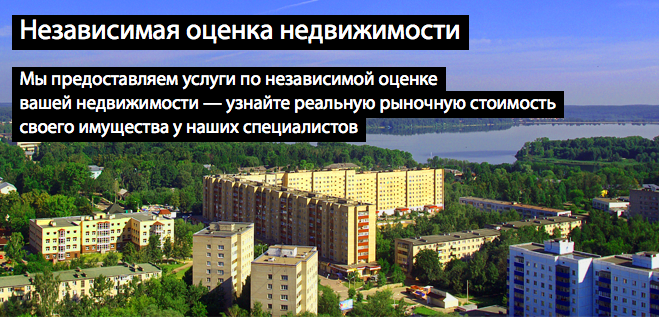 Независимая оценка недвижимости
Мы предоставляем услуги по независимой оценке
вашей недвижимости — узнайте реальную рыночную стоимость
своего имущества у наших специалистов